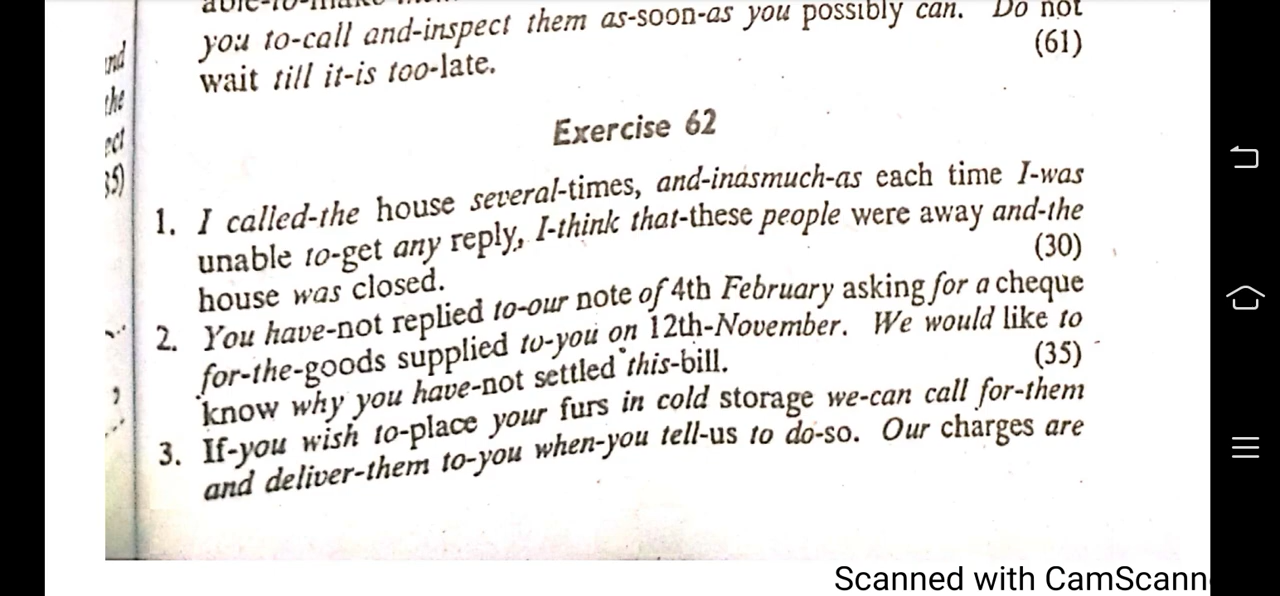 you to-call and-inspect them as-soon-as you possibly can. Do not
wait till it-is too-late. (61)
Exercise 62
1. I called-the house several-times, and-inasmuch-as each time I-was
unable to-get any reply, I-think that-these people were away and-the
house was closed. (30)
2. You have-not replied to-our note of 4th February asking for a cheque
for-the-goods supplied to-you on 12th-November. We would like to
know why you have-not settled this-bill. (35)
3. If-you wish to-place your furs in cold storage we-can call for-them
and deliver-them to-you when-you tell-us to do-so. Our charges are
Scanned with CamScann